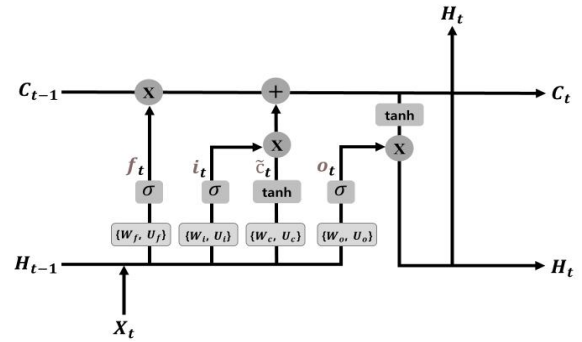 H_t
C_{t-1} x + C_t
tanh
f_t i_t x c̃_t o_t x
σ σ tanh σ
{W_f, U_f} {W_i, U_i} {W_c, U_c} {W_o, U_o}
H_{t-1} H_t
X_t